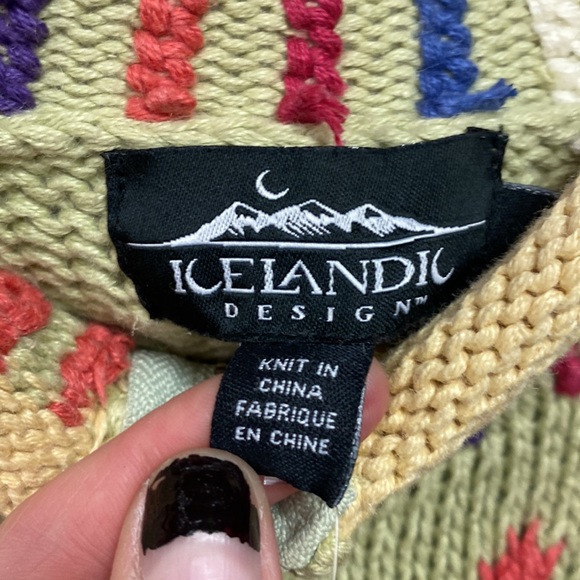 ICELANDIC
DESIGN™
KNIT IN
CHINA
FABRIQUE
EN CHINE